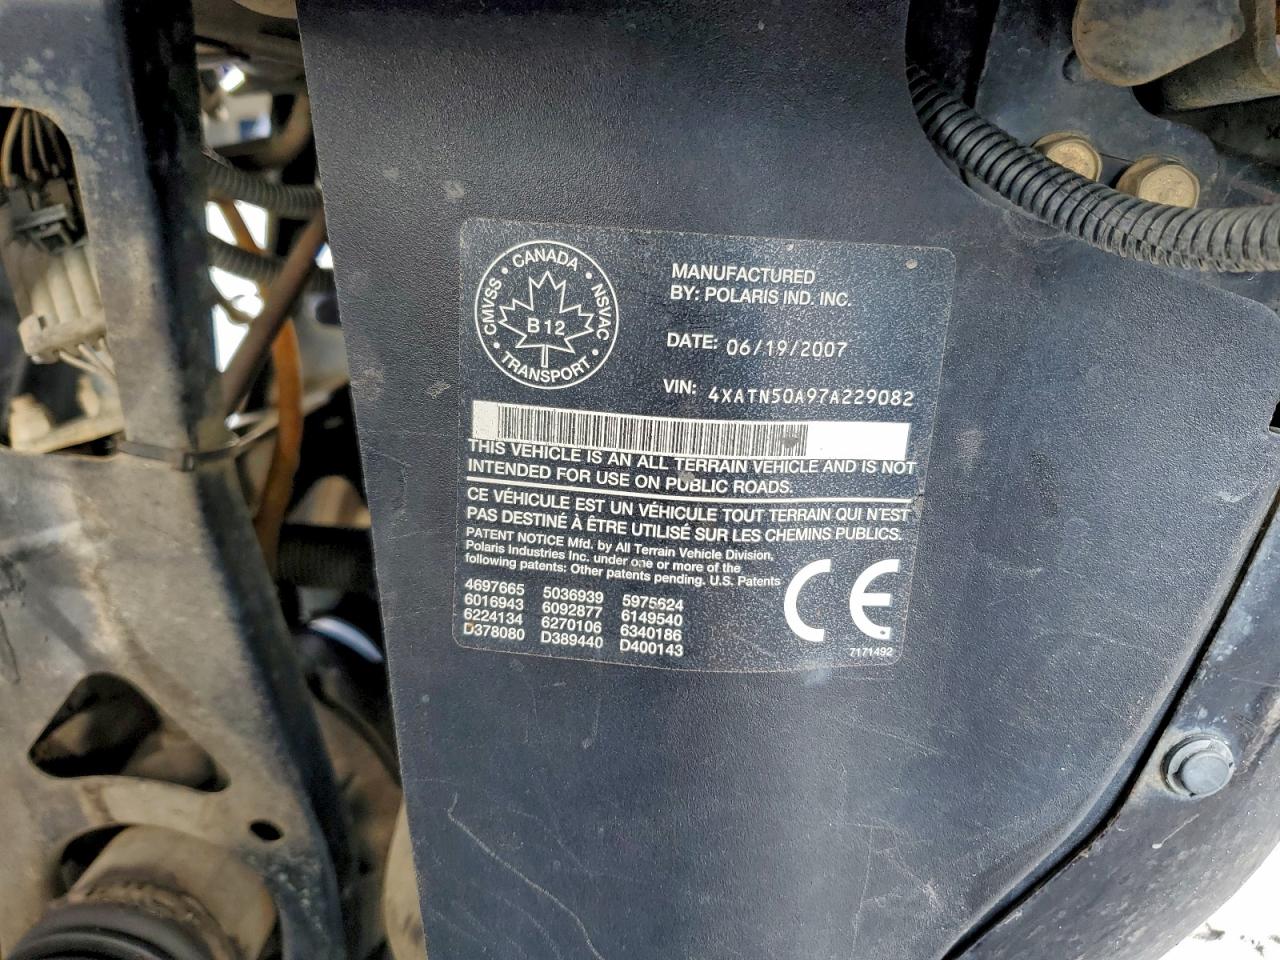 CANADA
CMVSS · NSVAC
B 12
TRANSPORT
MANUFACTURED
BY: POLARIS IND. INC.
DATE: 06/19/2007
VIN: 4XATN50A97A229082
THIS VEHICLE IS AN ALL TERRAIN VEHICLE AND IS NOT
INTENDED FOR USE ON PUBLIC ROADS.
CE VÉHICULE EST UN VÉHICULE TOUT TERRAIN QUI N'EST
PAS DESTINÉ À ÊTRE UTILISÉ SUR LES CHEMINS PUBLICS.
PATENT NOTICE Mfd. by All Terrain Vehicle Division,
Polaris Industries Inc. under one or more of the
following patents: Other patents pending. U.S. Patents
4697665 5036939 5975624
6016943 6092877 6149540
6224134 6270106 6340186
D378080 D389440 D400143
CE
7171492